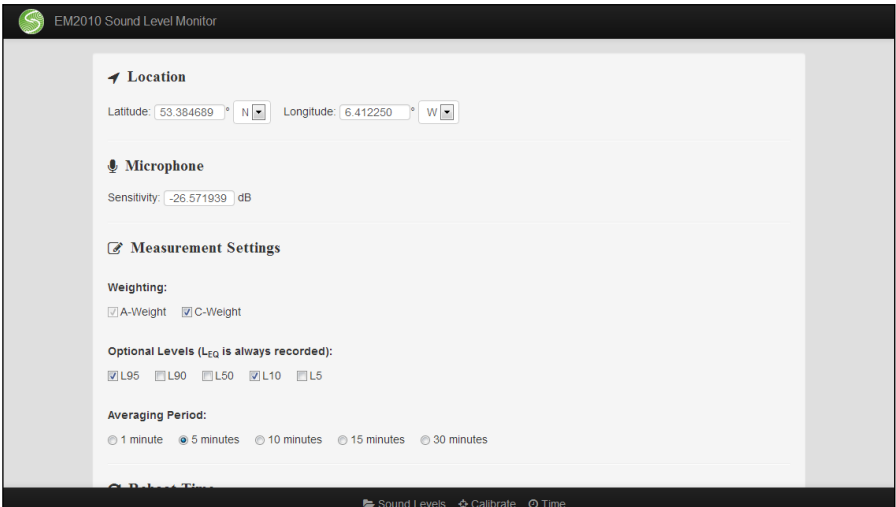 EM2010 Sound Level Monitor
Location
Latitude: 53.384689 ° N Longitude: 6.412250 ° W
Microphone
Sensitivity: -26.571939 dB
Measurement Settings
Weighting:
A-Weight C-Weight
Optional Levels (LEQ is always recorded):
L95 L90 L50 L10 L5
Averaging Period:
1 minute 5 minutes 10 minutes 15 minutes 30 minutes
Reboot Time
Sound Levels Calibrate Time